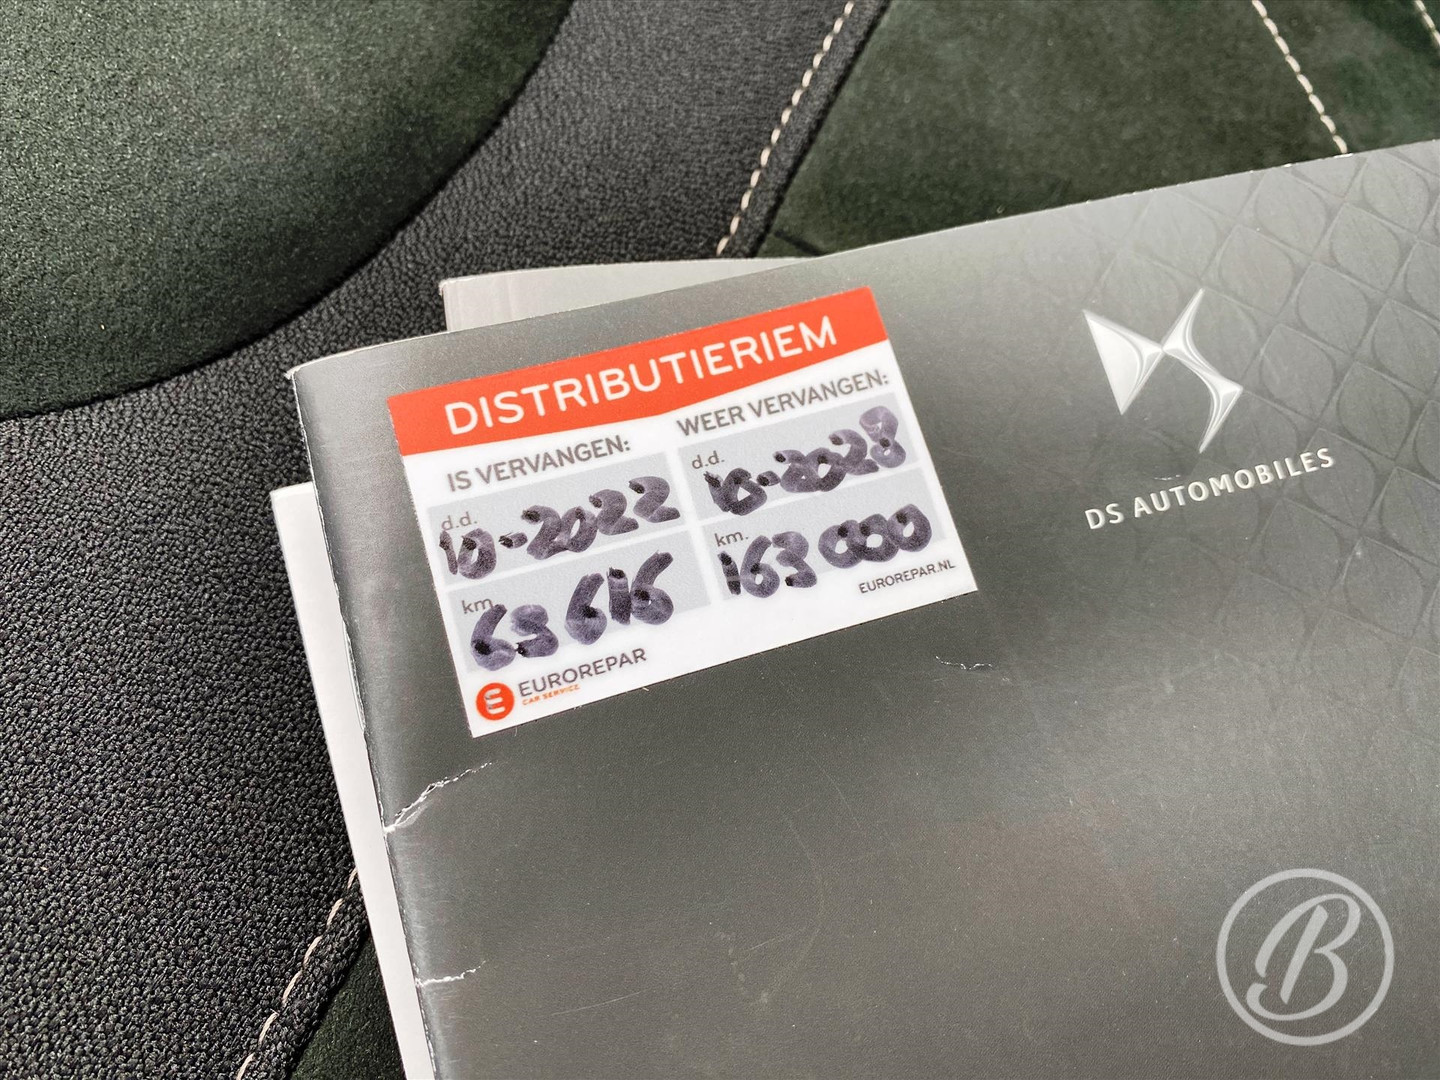 DISTRIBUTIERIEM
IS VERVANGEN:
d.d.
10-2022
km.
63 616
WEER VERVANGEN:
d.d.
10-2028
km.
163 000
EUROREPAR.NL
EUROREPAR
CAR SERVICE
DS AUTOMOBILES
B